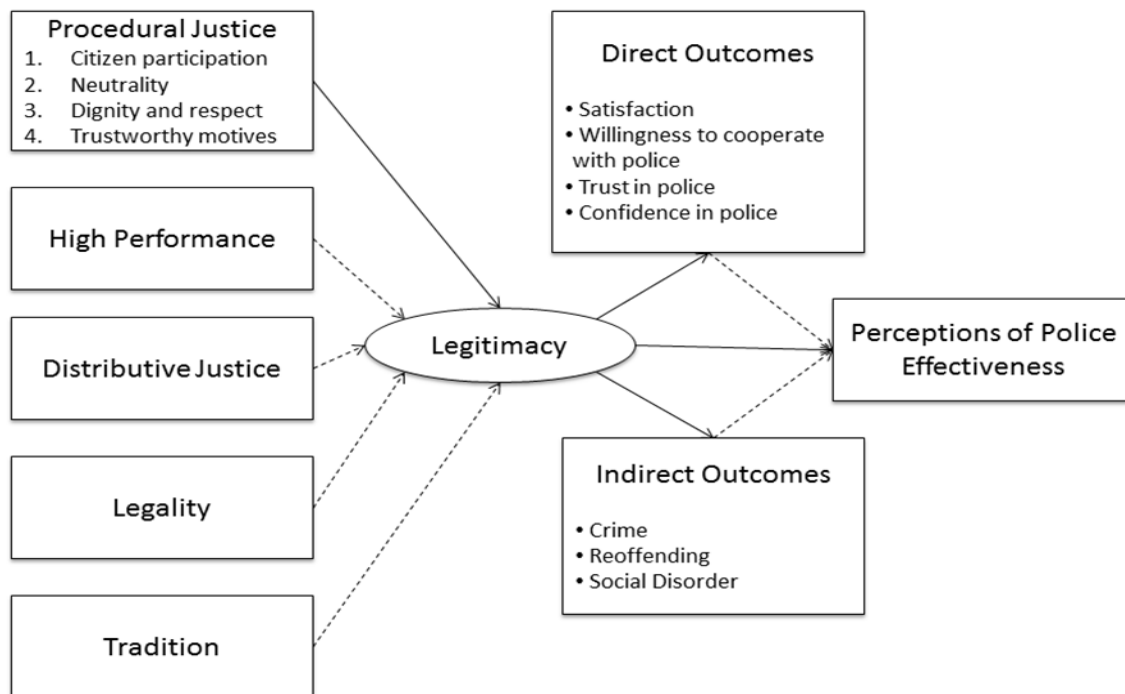 Procedural Justice
1. Citizen participation
2. Neutrality
3. Dignity and respect
4. Trustworthy motives
High Performance
Distributive Justice
Legality
Tradition
Legitimacy
Direct Outcomes
• Satisfaction
• Willingness to cooperate
with police
• Trust in police
• Confidence in police
Perceptions of Police
Effectiveness
Indirect Outcomes
• Crime
• Reoffending
• Social Disorder